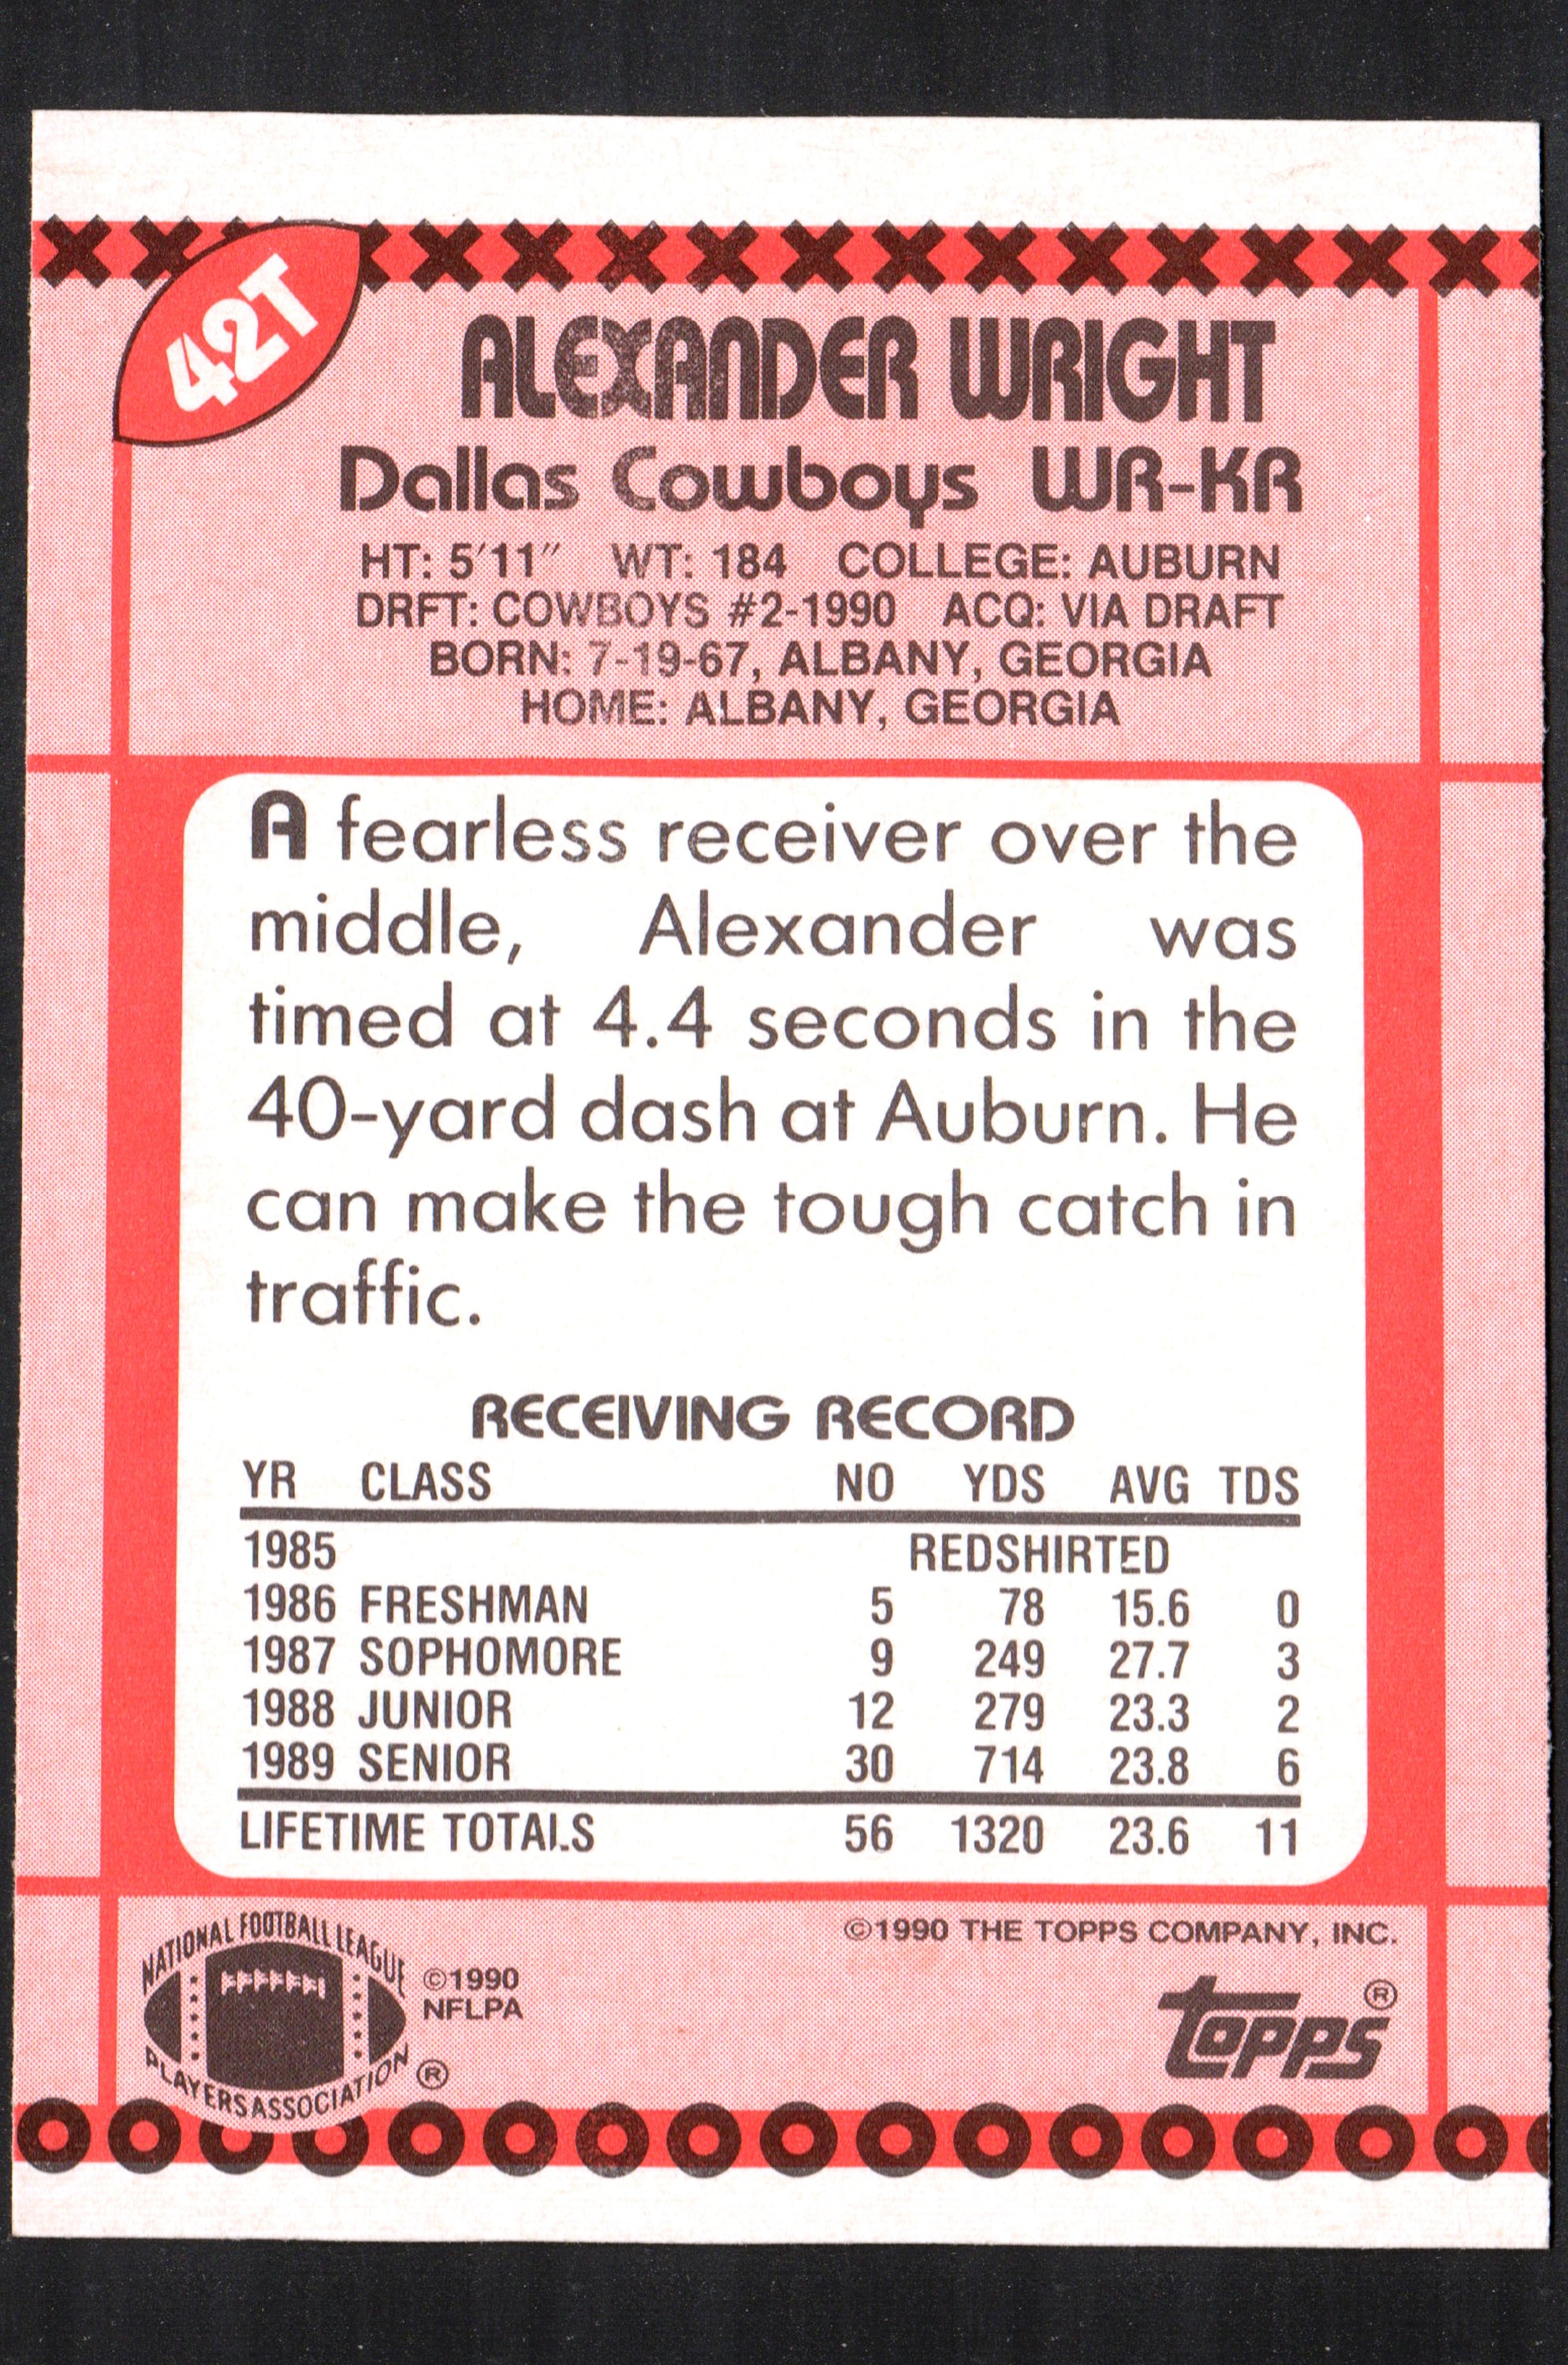 42T
ALEXANDER WRIGHT
Dallas Cowboys WR-KR
HT: 5'11" WT: 184 COLLEGE: AUBURN
DRFT: COWBOYS #2-1990 ACQ: VIA DRAFT
BORN: 7-19-67, ALBANY, GEORGIA
HOME: ALBANY, GEORGIA
A fearless receiver over the
middle, Alexander was
timed at 4.4 seconds in the
40-yard dash at Auburn. He
can make the tough catch in
traffic.
RECEIVING RECORD
YR CLASS NO YDS AVG TDS
1985 REDSHIRTED
1986 FRESHMAN 5 78 15.6 0
1987 SOPHOMORE 9 249 27.7 3
1988 JUNIOR 12 279 23.3 2
1989 SENIOR 30 714 23.8 6
LIFETIME TOTALS 56 1320 23.6 11
NATIONAL FOOTBALL LEAGUE
PLAYERS ASSOCIATION ®
©1990
NFLPA
©1990 THE TOPPS COMPANY, INC.
topps ®